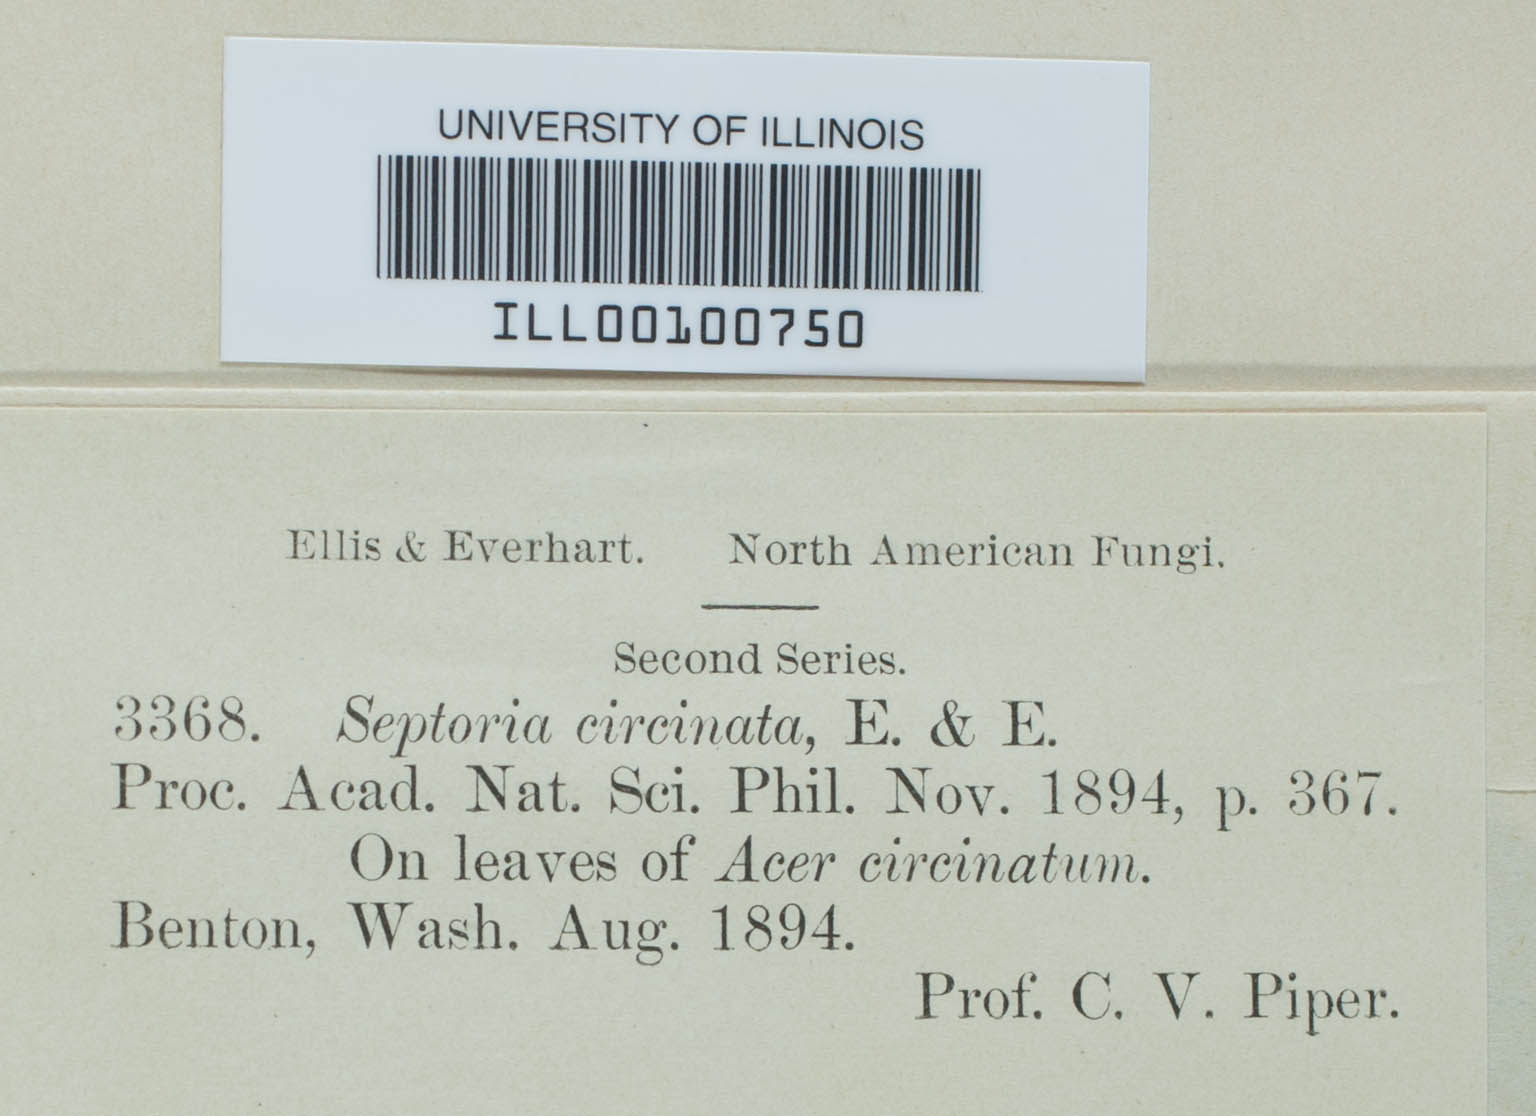 UNIVERSITY OF ILLINOIS
ILL00100750
Ellis & Everhart. North American Fungi.
Second Series.
3368. Septoria circinata, E. & E.
Proc. Acad. Nat. Sci. Phil. Nov. 1894, p. 367.
On leaves of Acer circinatum.
Benton, Wash. Aug. 1894.
Prof. C. V. Piper.